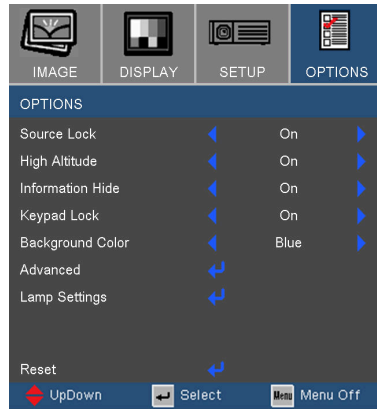 IMAGE DISPLAY SETUP OPTIONS
OPTIONS
Source Lock On
High Altitude On
Information Hide On
Keypad Lock On
Background Color Blue
Advanced
Lamp Settings
Reset
UpDown Select Menu Menu Off